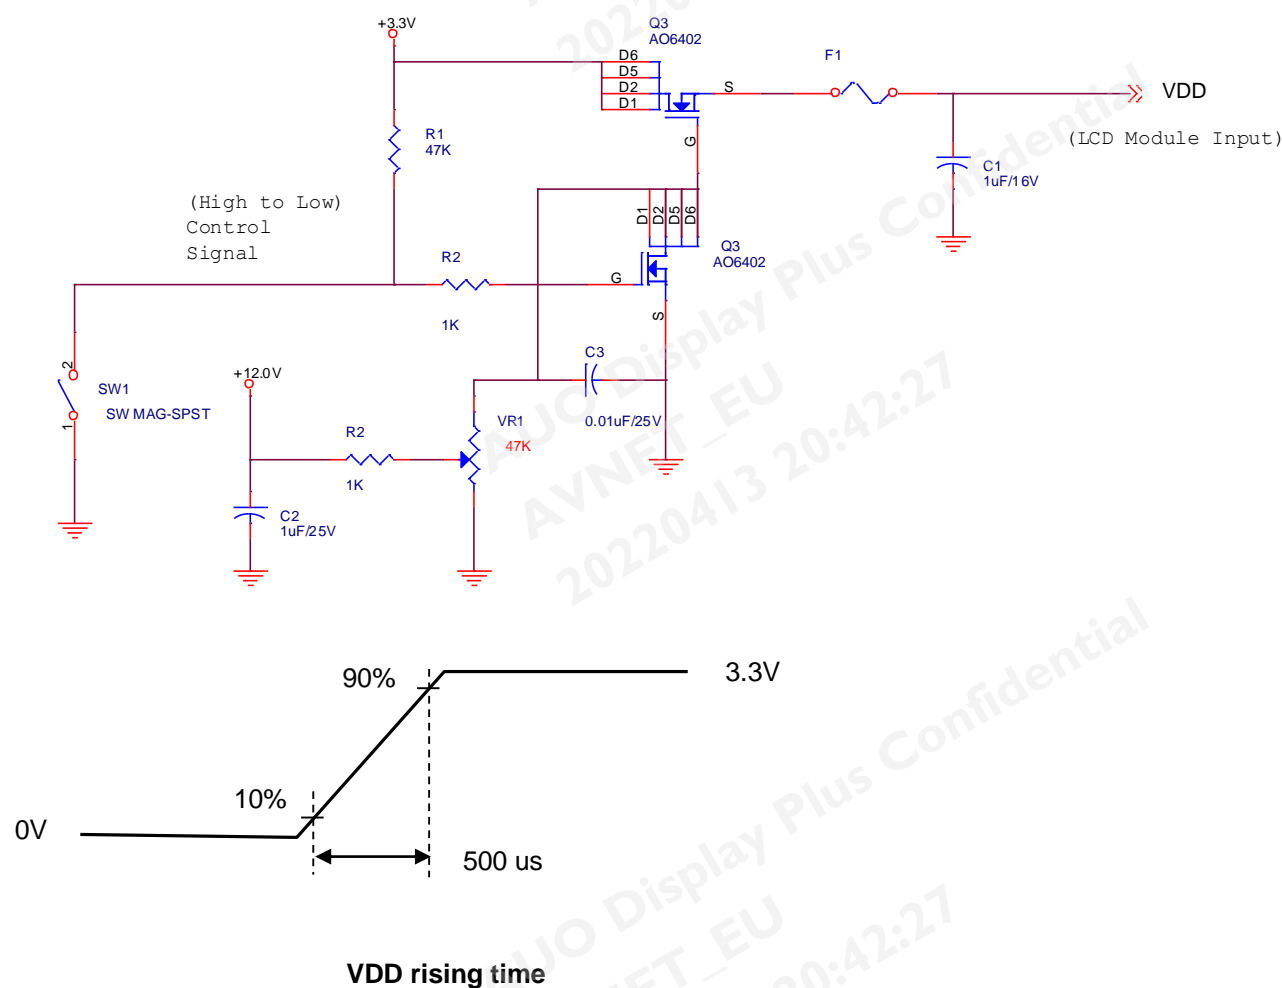 +3.3V
Q3
AO6402
D6
D5
D2
D1
S
G
F1
VDD
(LCD Module Input)
R1
47K
C1
1uF/16V
(High to Low)
Control
Signal
D1
D2
D5
D6
Q3
AO6402
R2
1K
G
S
2
1
SW1
SW MAG-SPST
+12.0V
C3
0.01uF/25V
VR1
47K
R2
1K
C2
1uF/25V
90%
3.3V
10%
0V
500 us
VDD rising time
AUO Display Plus Confidential
AVNET_EU
20220413 20:42:27
AUO Display Plus Confidential